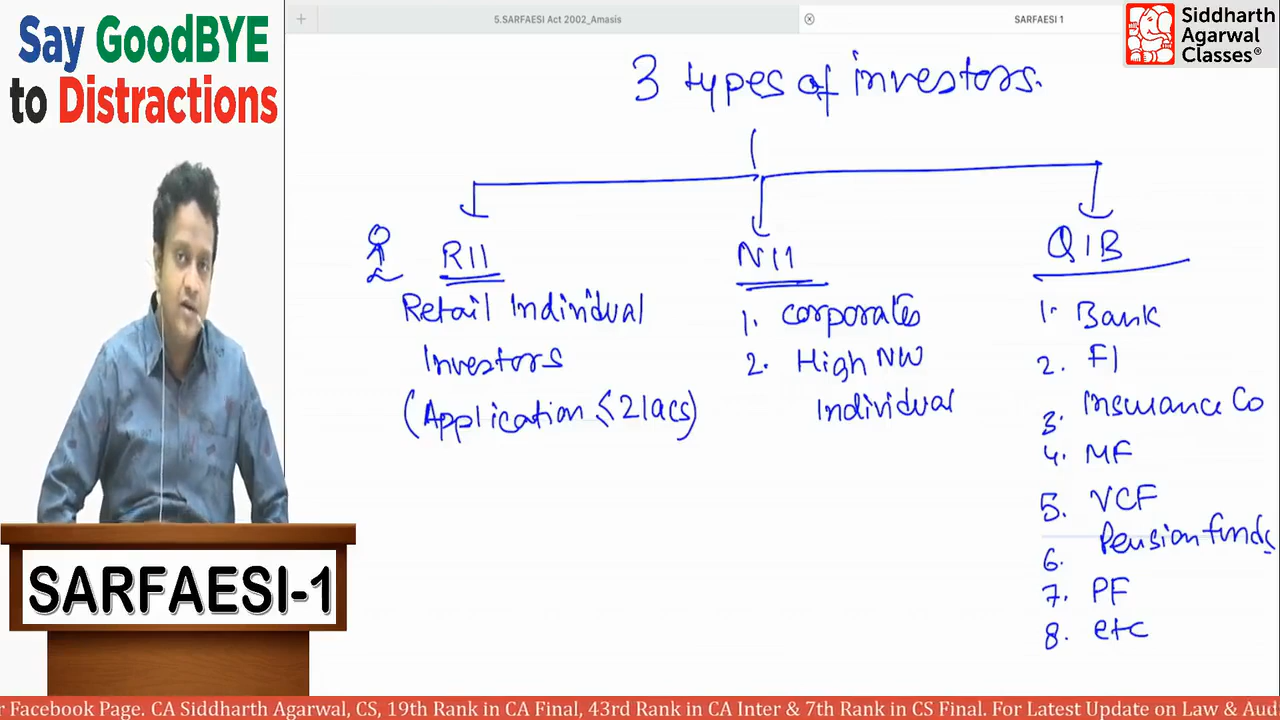 Say GoodBYE
to Distractions
5.SARFAESI Act 2002_Amasis
SARFAESI 1
Siddharth
Agarwal
Classes®
3 types of investors.
RII
Retail Individual
Investors
(Application ≤ 2 lacs)
NII
1. Corporates
2. High NW
Individual
QIB
1. Bank
2. FI
3. Insurance Co
4. MF
5. VCF
6. Pension funds
7. PF
8. etc
SARFAESI-1
r Facebook Page. CA Siddharth Agarwal, CS, 19th Rank in CA Final, 43rd Rank in CA Inter & 7th Rank in CS Final. For Latest Update on Law & Aud